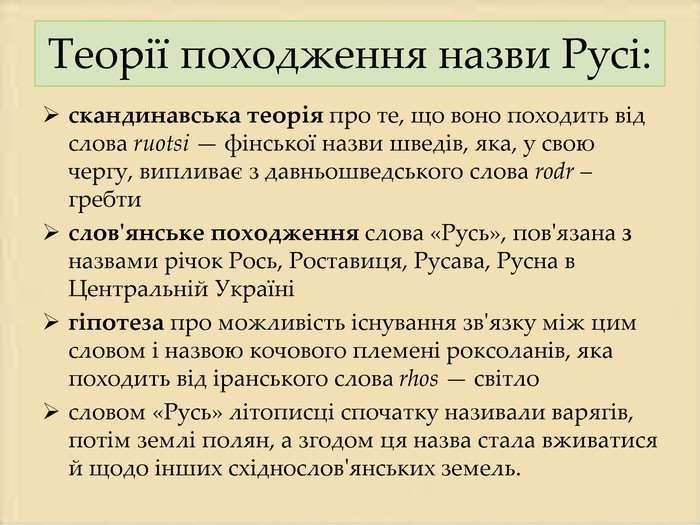 Теорії походження назви Русі:
➢ скандинавська теорія про те, що воно походить від
слова ruotsi — фінської назви шведів, яка, у свою
чергу, випливає з давньошведського слова rodr –
гребти
➢ слов'янське походження слова «Русь», пов'язана з
назвами річок Рось, Роставиця, Русава, Русна в
Центральній Україні
➢ гіпотеза про можливість існування зв'язку між цим
словом і назвою кочового племені роксоланів, яка
походить від іранського слова rhos — світло
➢ словом «Русь» літописці спочатку називали варягів,
потім землі полян, а згодом ця назва стала вживатися
й щодо інших східнослов'янських земель.